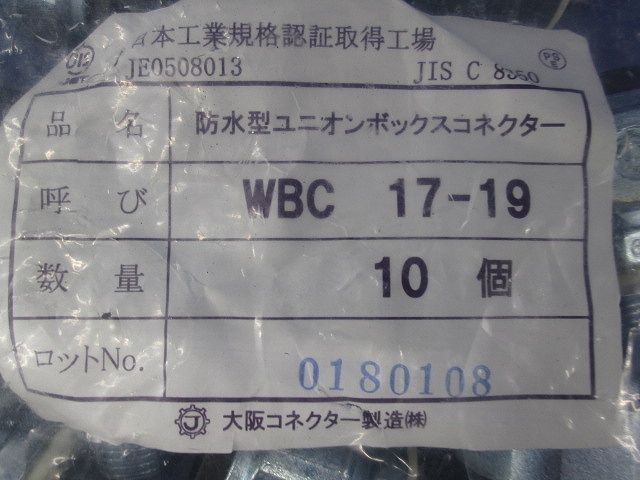 日本工業規格認証取得工場
JET
JE0508013 JIS C 8350
品名 防水型ユニオンボックスコネクター
呼び WBC 17-19
数量 10 個
ロットNo. 0180108
J 大阪コネクター製造㈱